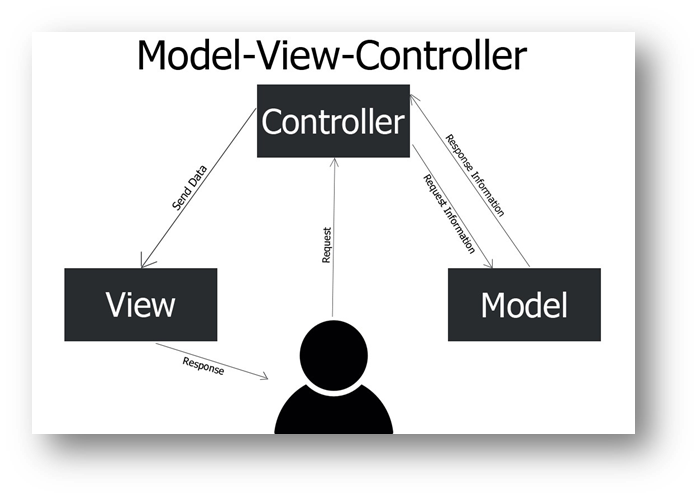 Model-View-Controller
Controller
Send Data
Request
Request Information
Response Information
View
Model
Response